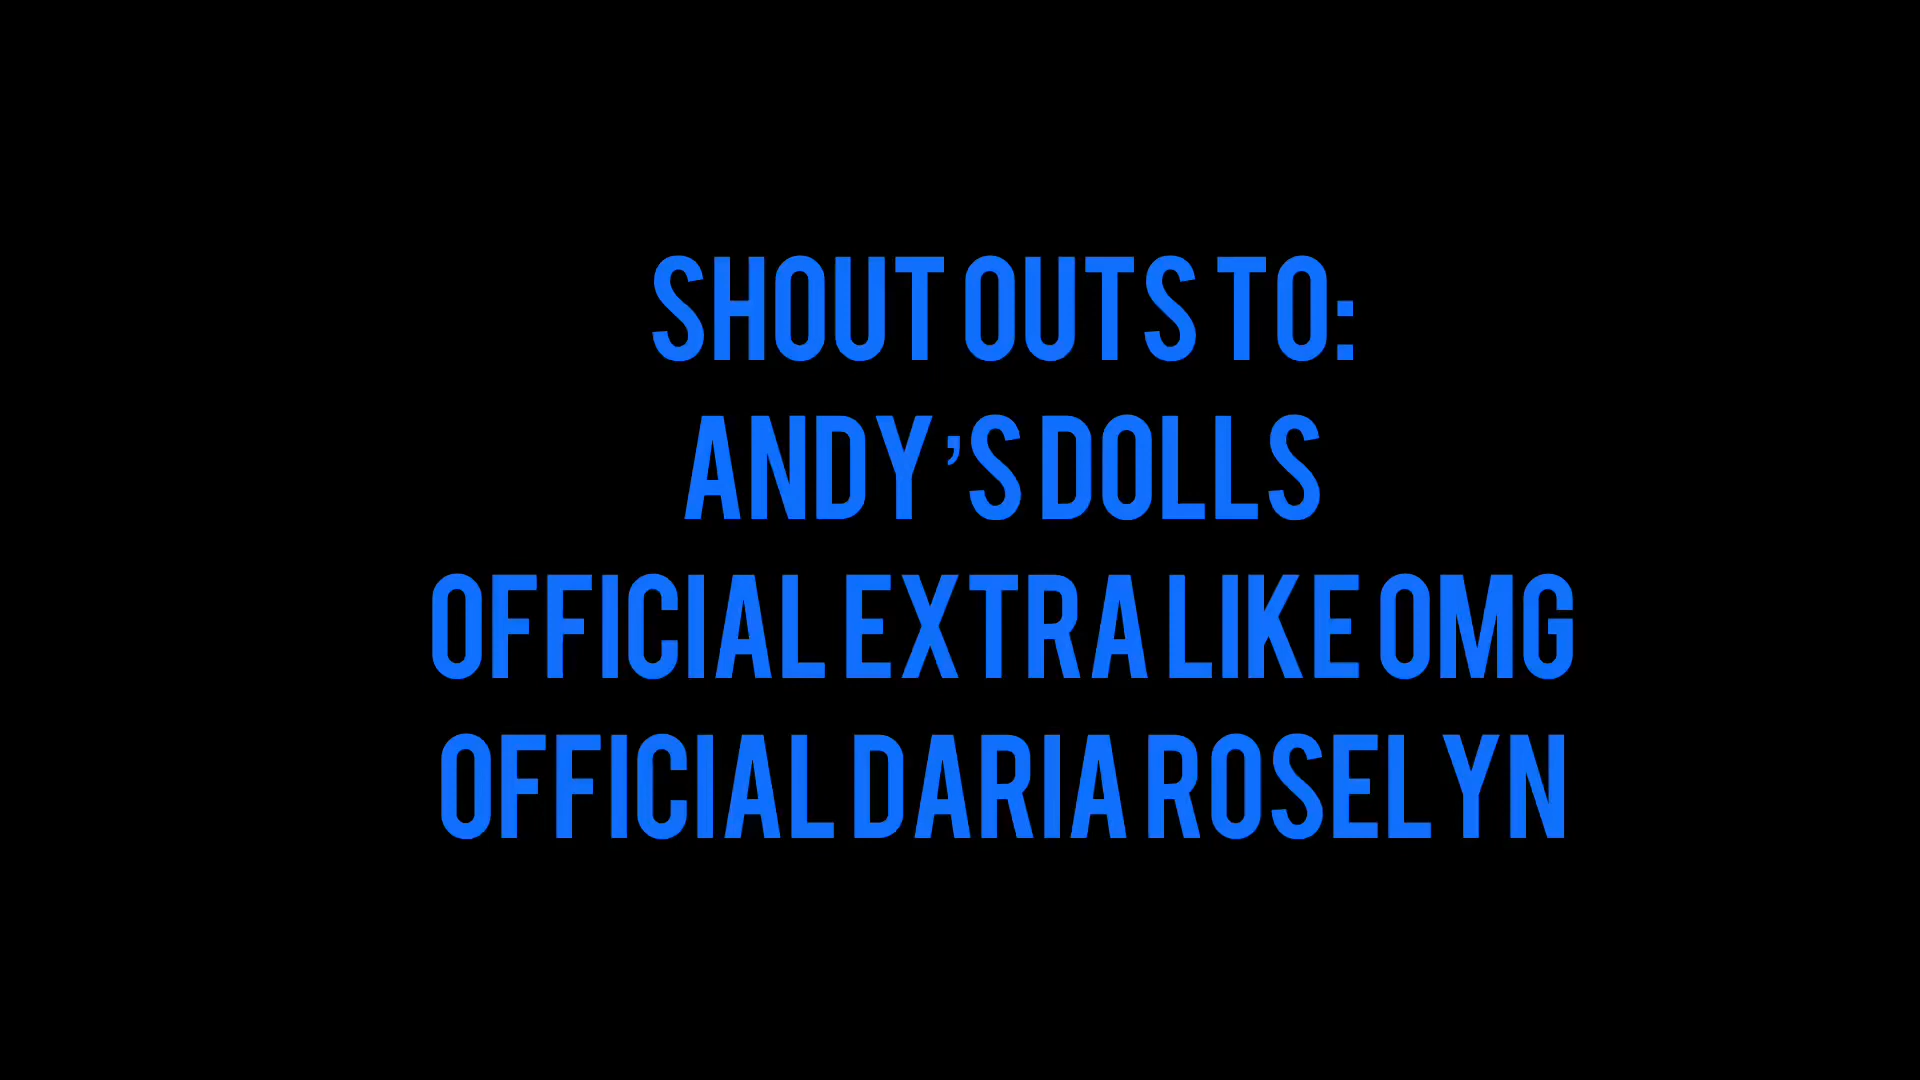 SHOUT OUTS TO:
ANDY’S DOLLS
OFFICIAL EXTRA LIKE OMG
OFFICIAL DARIA ROSELYN